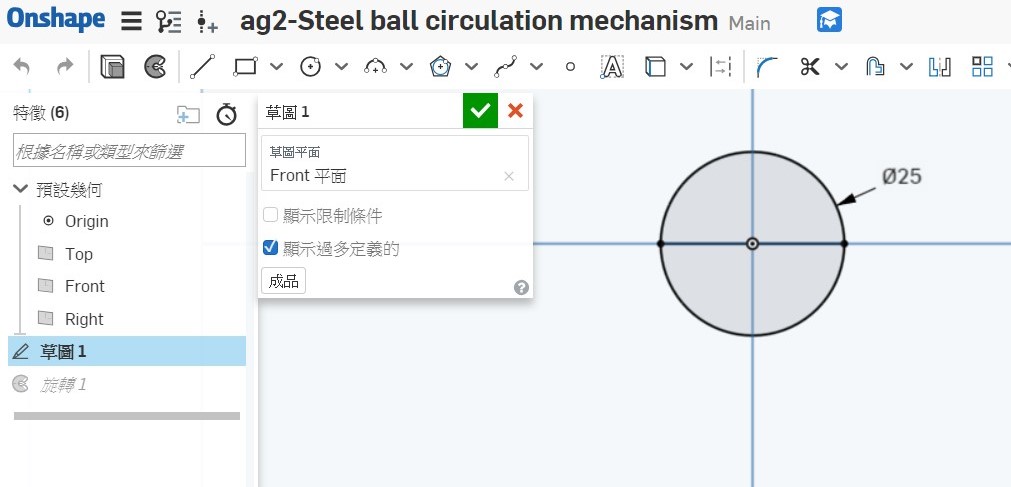 Onshape ag2-Steel ball circulation mechanism Main
特徵 (6)
根據名稱或類型來篩選
預設幾何
Origin
Top
Front
Right
草圖 1
旋轉 1
草圖 1
草圖平面
Front 平面
顯示限制條件
顯示過多定義的
成品
Ø25